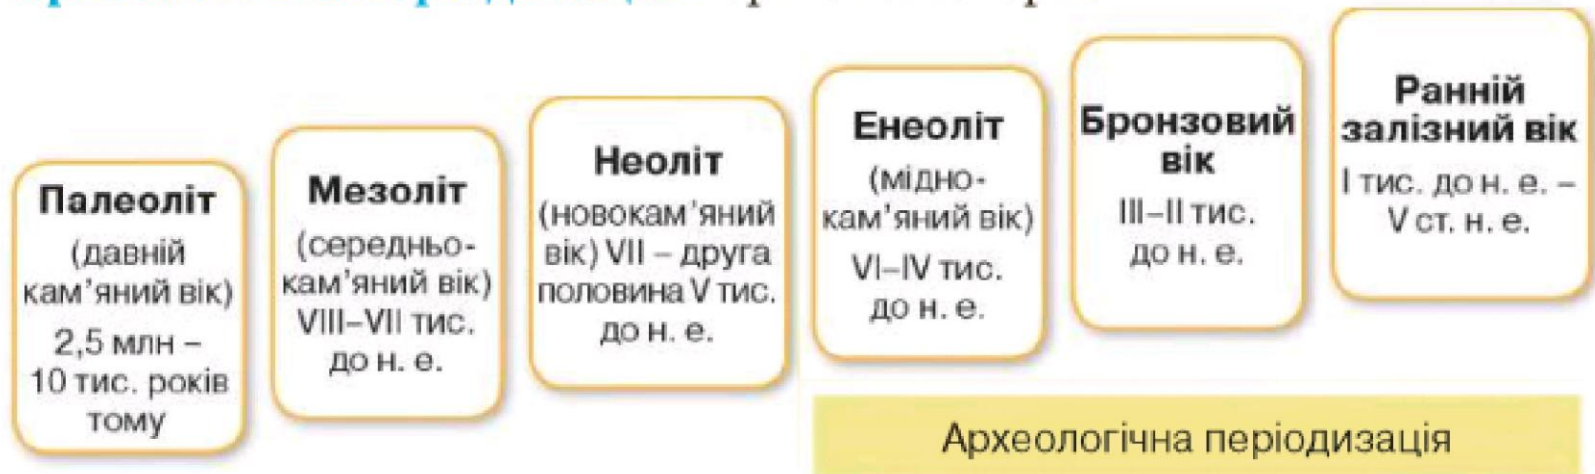 Палеоліт
(давній
кам’яний вік)
2,5 млн –
10 тис. років
тому
Мезоліт
(середньо-
кам’яний вік)
VIII–VII тис.
до н. е.
Неоліт
(новокам’яний
вік) VII – друга
половина V тис.
до н. е.
Енеоліт
(мідно-
кам’яний вік)
VI–IV тис.
до н. е.
Бронзовий
вік
III–II тис.
до н. е.
Ранній
залізний вік
I тис. до н. е. –
V ст. н. е.
Археологічна періодизація